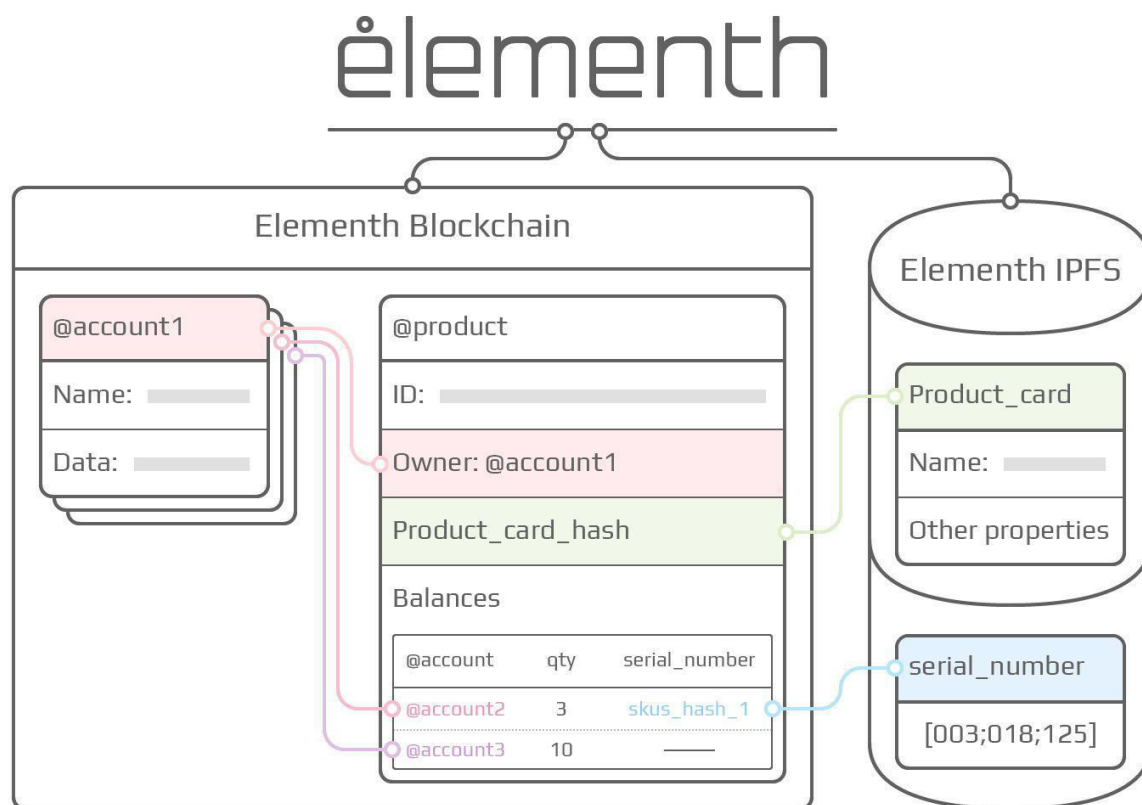 elementh
Elementh Blockchain
Elementh IPFS
@account1
Name:
Data:
@product
ID:
Owner: @account1
Product_card_hash
Balances
@account qty serial_number
@account2 3 skus_hash_1
@account3 10
Product_card
Name:
Other properties
serial_number
[003;018;125]